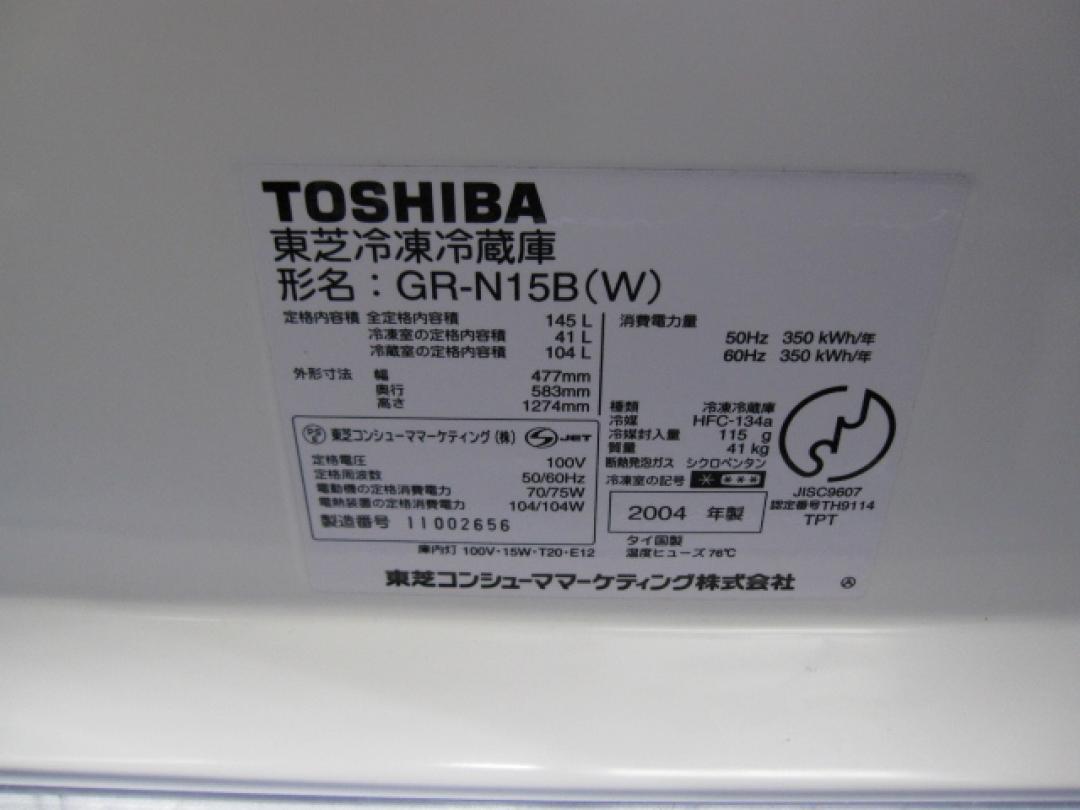 TOSHIBA
東芝冷凍冷蔵庫
形名：GR-N15B(W)
定格内容積 全定格内容積 145 L
冷凍室の定格内容積 41 L
冷蔵室の定格内容積 104 L
外形寸法 幅 477mm
奥行 583mm
高さ 1274mm
PSE 東芝コンシューママーケティング(株) JET
定格電圧 100V
定格周波数 50/60Hz
電動機の定格消費電力 70/75W
電熱装置の定格消費電力 104/104W
製造番号 11002656
庫内灯 100V・15W・T20・E12
消費電力量
50Hz 350 kWh/年
60Hz 350 kWh/年
種類 冷凍冷蔵庫
冷媒 HFC-134a
冷媒封入量 115 g
質量 41 kg
断熱発泡ガス シクロペンタン
冷凍室の記号 ＊＊＊＊
2004 年製
タイ国製
温度ヒューズ 76℃
JISC9607
認定番号TH9114
TPT
東芝コンシューママーケティング株式会社